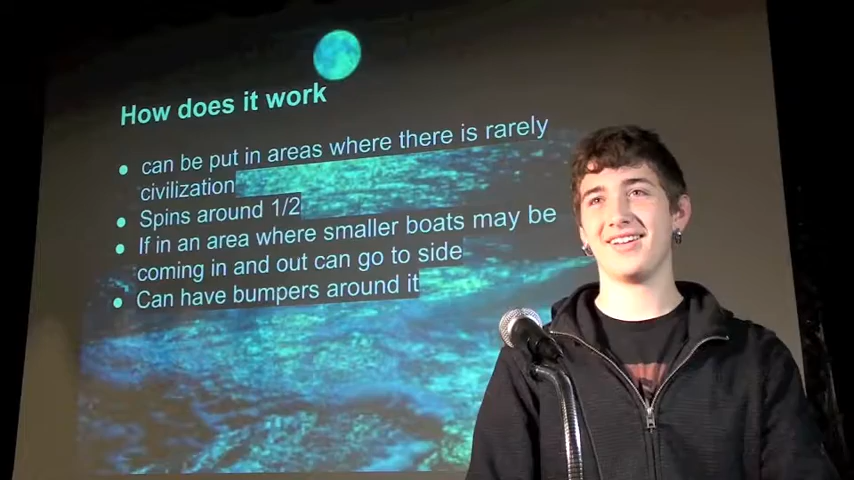 How does it work
can be put in areas where there is rarely
civilization
Spins around 1/2
If in an area where smaller boats may be
coming in and out can go to side
Can have bumpers around it